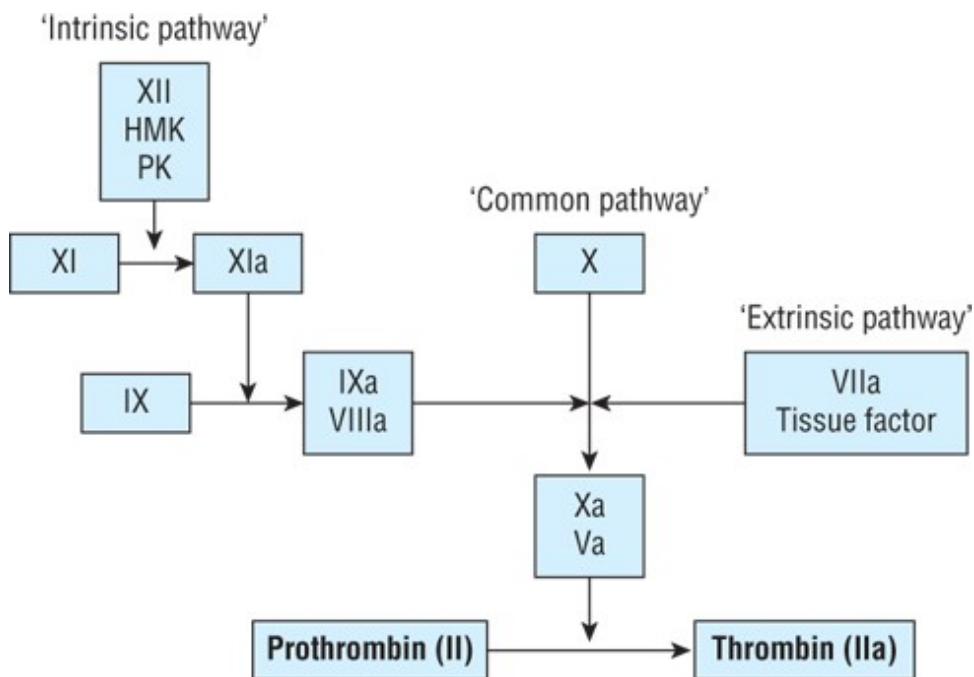 'Intrinsic pathway'
XII
HMK
PK
'Common pathway'
XI
XIa
X
'Extrinsic pathway'
IX
IXa
VIIIa
VIIa
Tissue factor
Xa
Va
Prothrombin (II)
Thrombin (IIa)